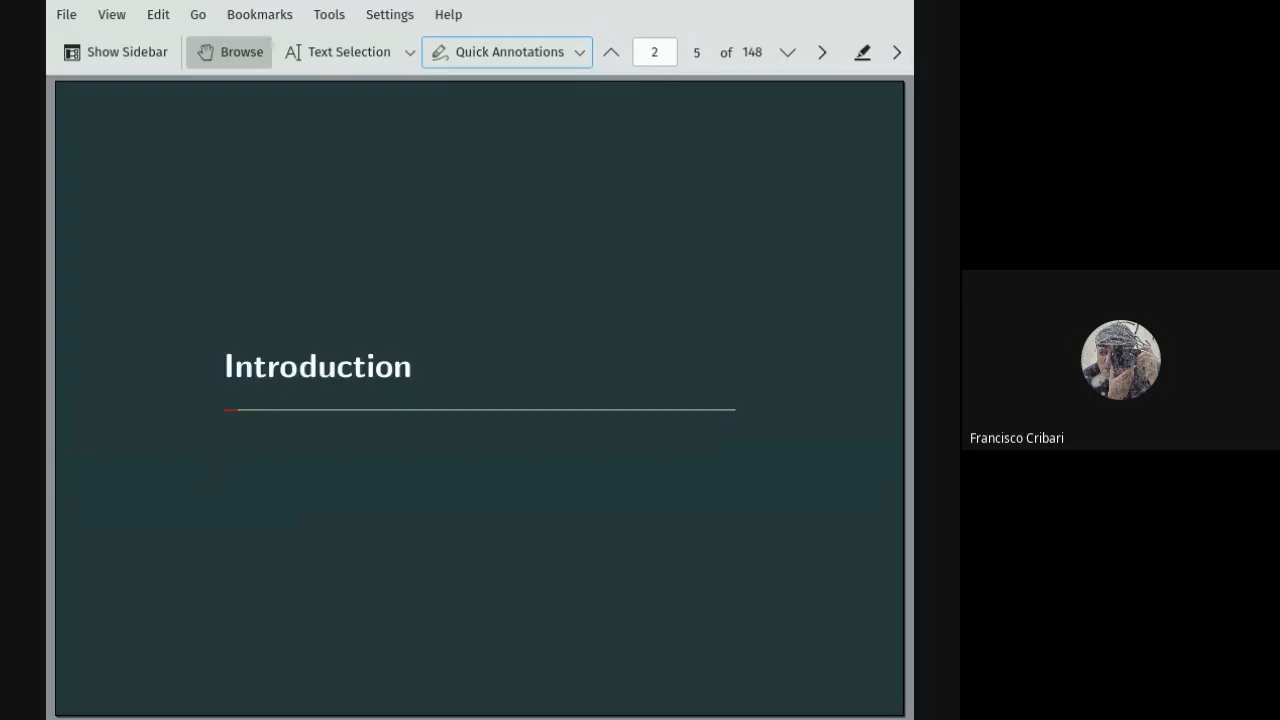 File View Edit Go Bookmarks Tools Settings Help
Show Sidebar Browse Text Selection Quick Annotations 2 5 of 148
Introduction
Francisco Cribari